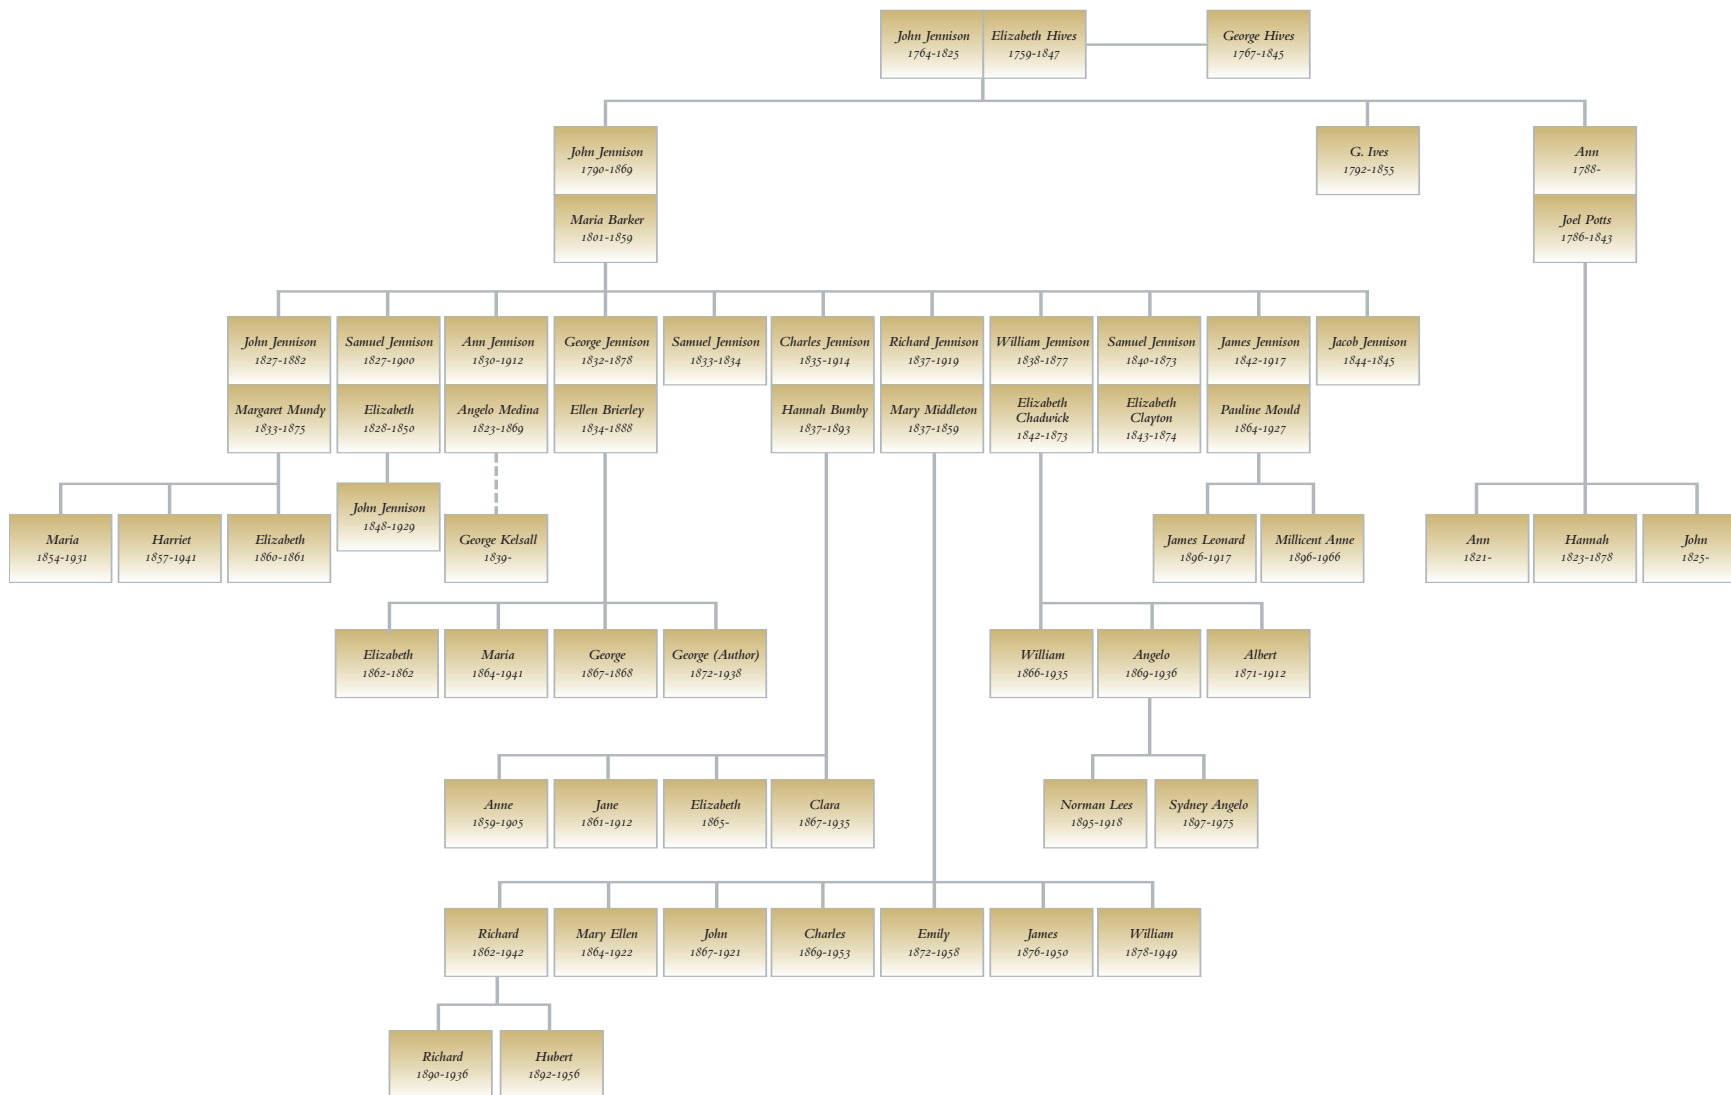 John Jennison
1764-1825
Elizabeth Hives
1759-1847
George Hives
1767-1845
John Jennison
1790-1869
Maria Barker
1801-1859
G. Ives
1792-1855
Ann
1788-
Joel Potts
1786-1843
John Jennison
1827-1882
Margaret Mundy
1833-1875
Samuel Jennison
1827-1900
Elizabeth
1828-1850
Ann Jennison
1830-1912
Angelo Medina
1823-1869
George Jennison
1832-1878
Ellen Brierley
1834-1888
Samuel Jennison
1833-1834
Charles Jennison
1835-1914
Hannah Bumby
1837-1893
Richard Jennison
1837-1919
Mary Middleton
1837-1859
William Jennison
1838-1877
Elizabeth
Chadwick
1842-1873
Samuel Jennison
1840-1873
Elizabeth
Clayton
1843-1874
James Jennison
1842-1917
Pauline Mould
1864-1927
Jacob Jennison
1844-1845
Maria
1854-1931
Harriet
1857-1941
Elizabeth
1860-1861
John Jennison
1848-1929
George Kelsall
1839-
James Leonard
1896-1917
Millicent Anne
1896-1966
Ann
1821-
Hannah
1823-1878
John
1825-
Elizabeth
1862-1862
Maria
1864-1941
George
1867-1868
George (Author)
1872-1938
William
1866-1935
Angelo
1869-1936
Albert
1871-1912
Anne
1859-1905
Jane
1861-1912
Elizabeth
1865-
Clara
1867-1935
Norman Lees
1895-1918
Sydney Angelo
1897-1975
Richard
1862-1942
Mary Ellen
1864-1922
John
1867-1921
Charles
1869-1953
Emily
1872-1958
James
1876-1950
William
1878-1949
Richard
1890-1936
Hubert
1892-1956